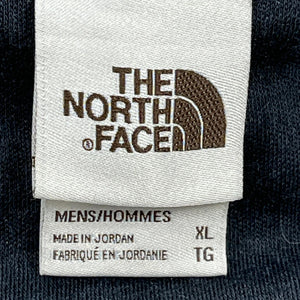 THE
NORTH
®FACE
MENS/HOMMES XL
MADE IN JORDAN
FABRIQUÉ EN JORDANIE TG